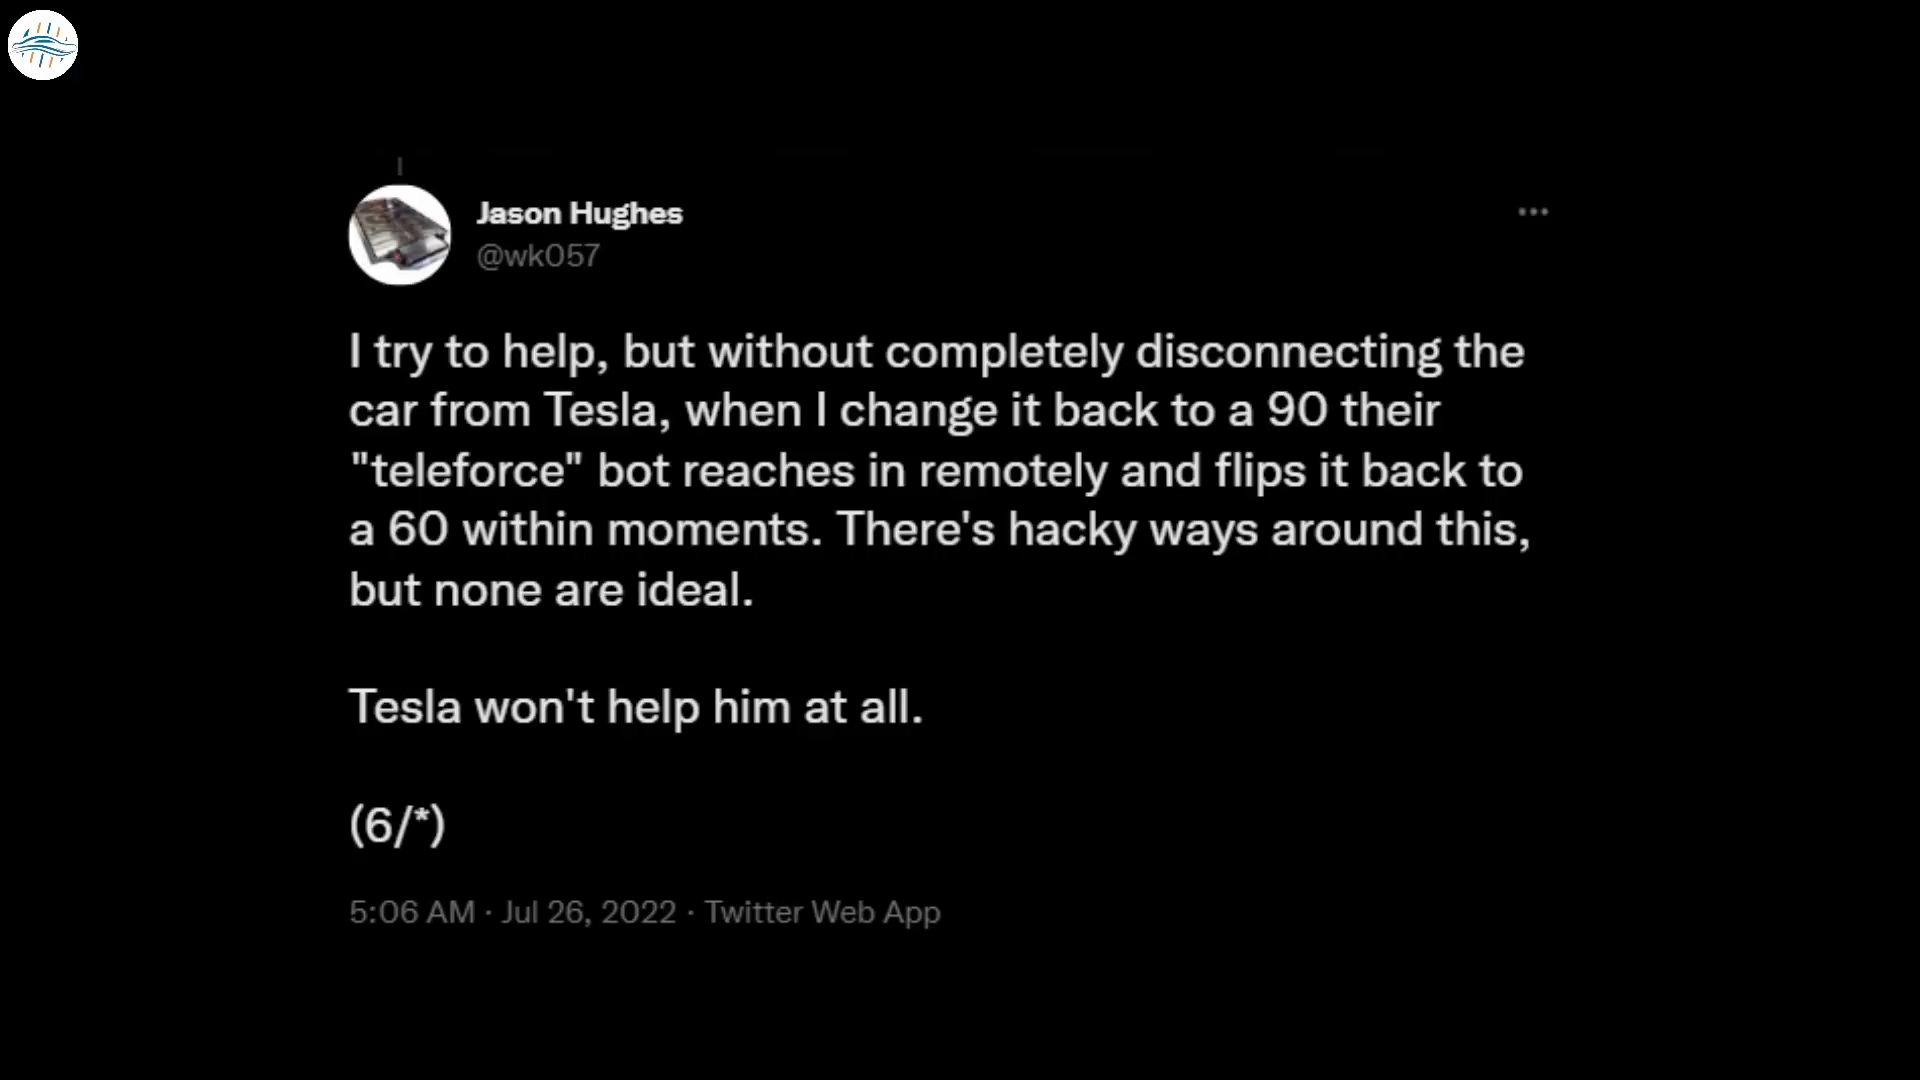 Jason Hughes
@wk057
I try to help, but without completely disconnecting the
car from Tesla, when I change it back to a 90 their
"teleforce" bot reaches in remotely and flips it back to
a 60 within moments. There's hacky ways around this,
but none are ideal.
Tesla won't help him at all.
(6/*)
5:06 AM · Jul 26, 2022 · Twitter Web App